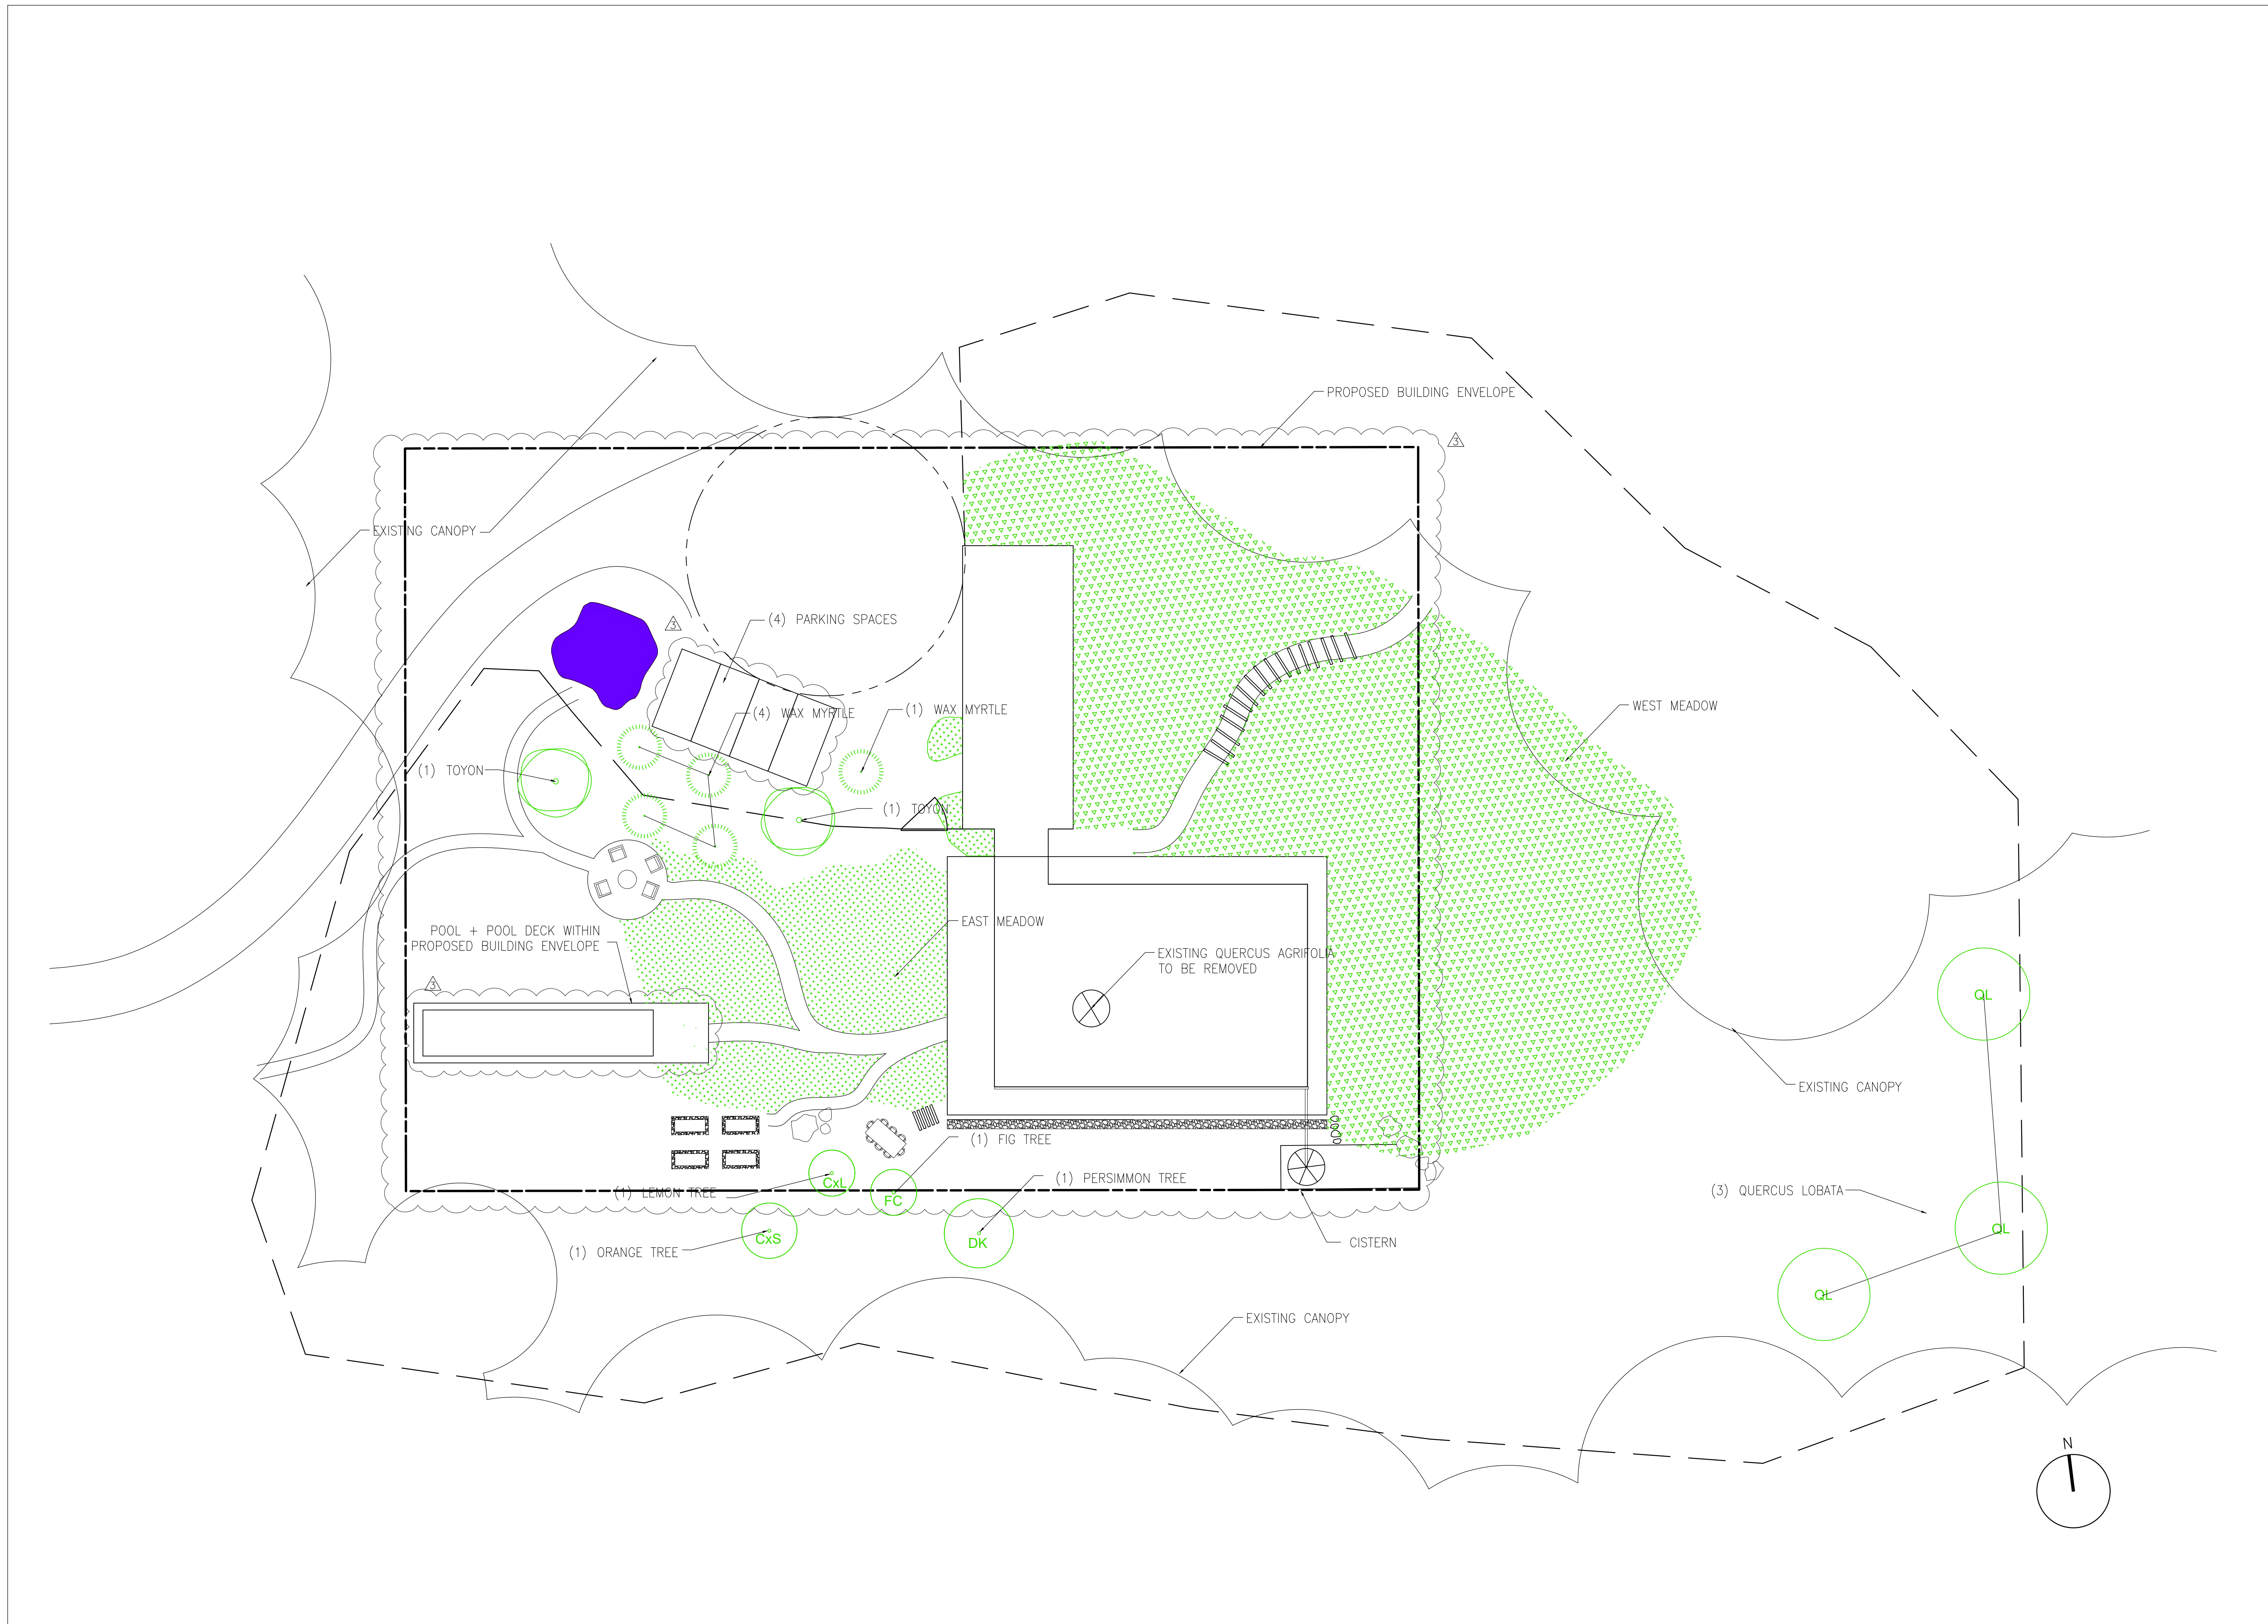 PROPOSED BUILDING ENVELOPE
3
EXISTING CANOPY
3
(4) PARKING SPACES
(4) WAX MYRTLE
(1) WAX MYRTLE
WEST MEADOW
(1) TOYON
(1) TOYON
EAST MEADOW
POOL + POOL DECK WITHIN
PROPOSED BUILDING ENVELOPE
EXISTING QUERCUS AGRIFOLIA
TO BE REMOVED
3
QL
EXISTING CANOPY
(1) FIG TREE
(1) PERSIMMON TREE
CxL
(1) LEMON TREE
FC
(3) QUERCUS LOBATA
QL
CxS
DK
(1) ORANGE TREE
CISTERN
QL
EXISTING CANOPY
N